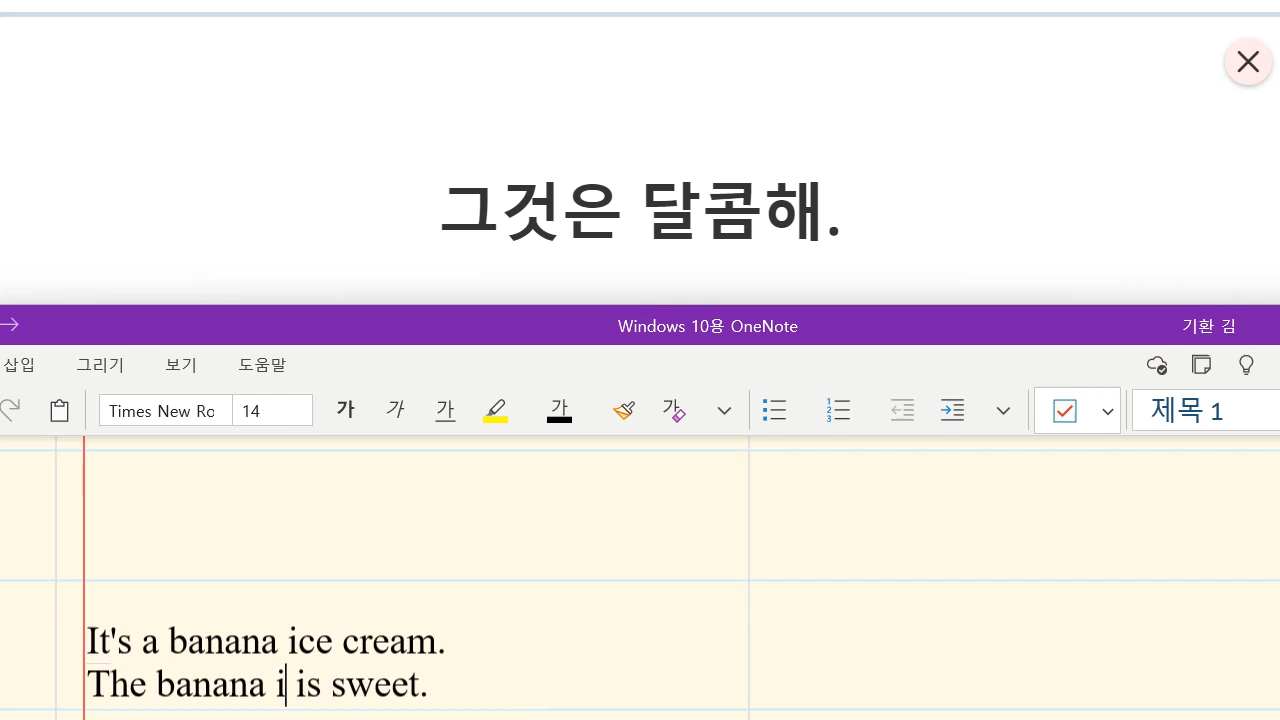 그것은 달콤해.
Windows 10용 OneNote
기환 김
삽입 그리기 보기 도움말
Times New Ro 14 가 가 가 가 가 제목 1
It's a banana ice cream.
The banana i is sweet.